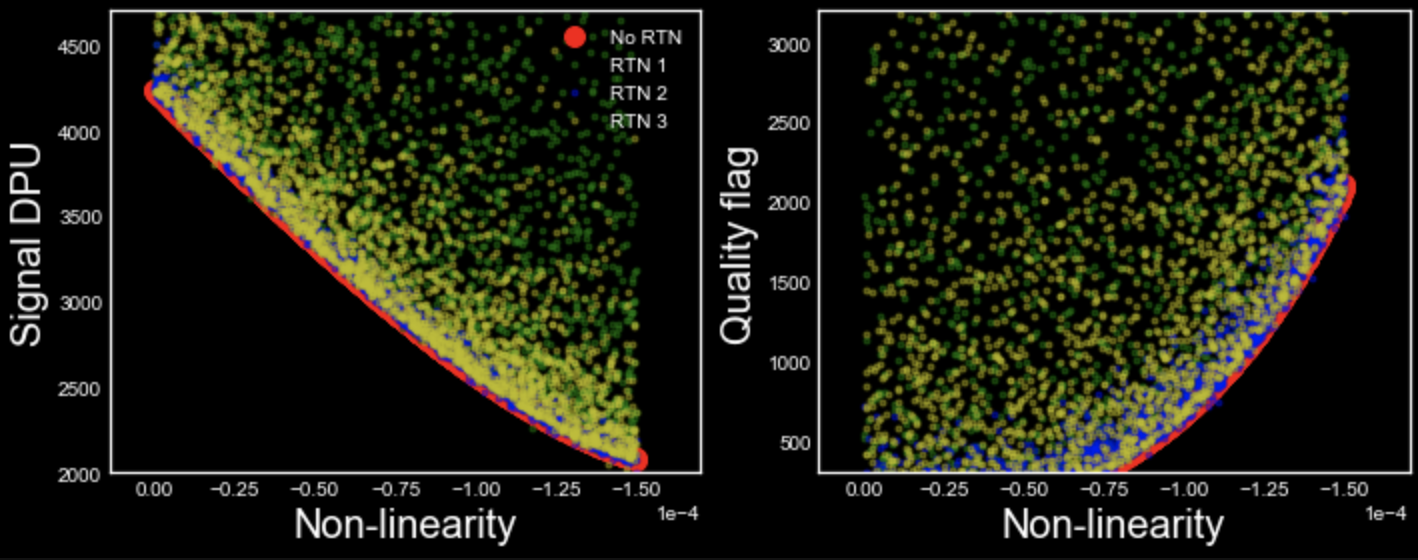 Signal DPU
4500
4000
3500
3000
2500
2000
No RTN
RTN 1
RTN 2
RTN 3
0.00 −0.25 −0.50 −0.75 −1.00 −1.25 −1.50
1e−4
Non-linearity
Quality flag
3000
2500
2000
1500
1000
500
0.00 −0.25 −0.50 −0.75 −1.00 −1.25 −1.50
1e−4
Non-linearity